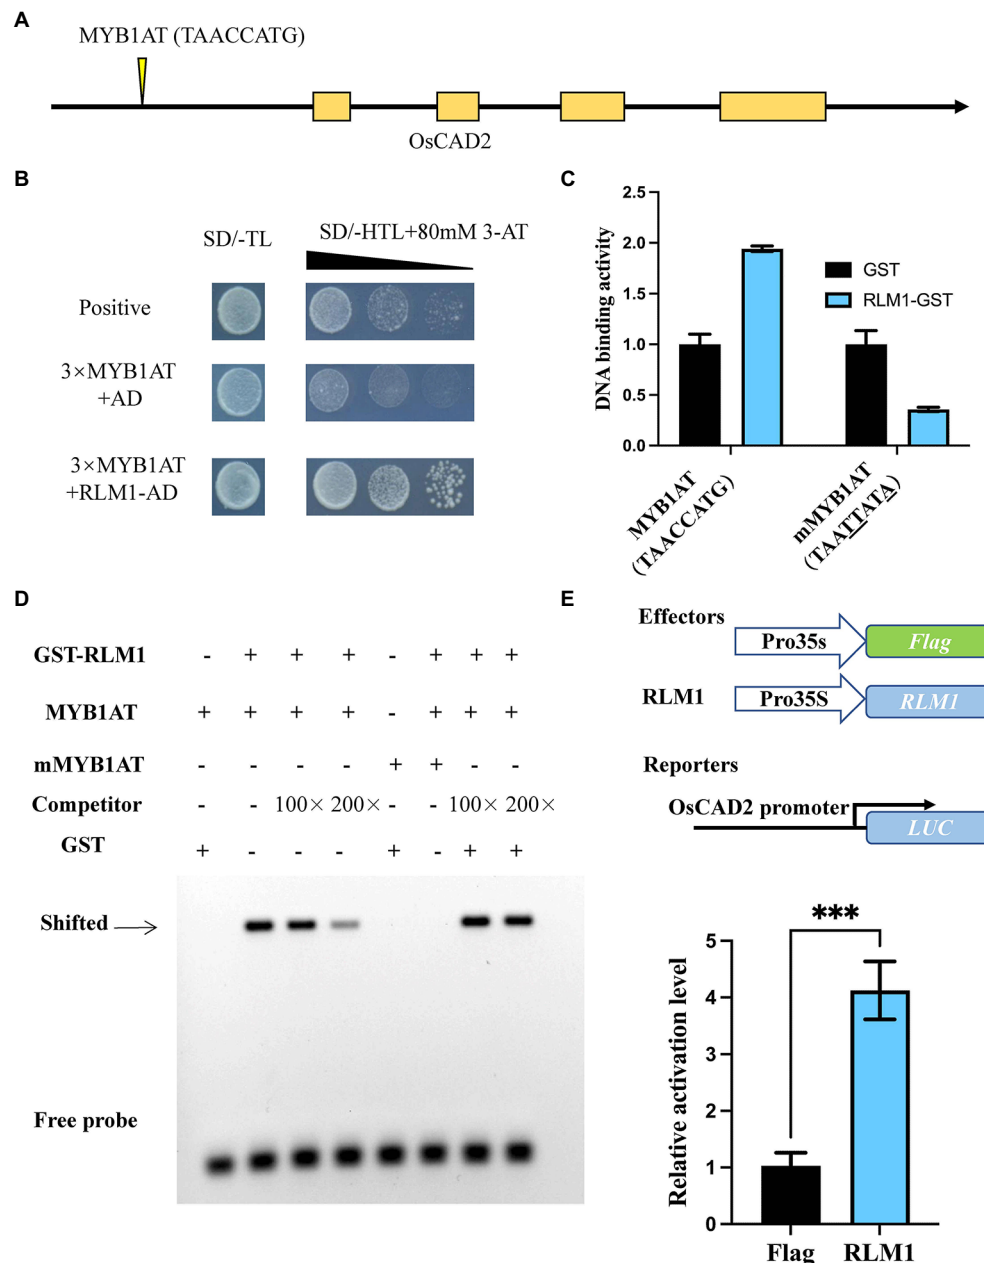 A
MYB1AT (TAACCATG)
OsCAD2
B
SD/-TL
SD/-HTL+80mM 3-AT
Positive
3×MYB1AT
+AD
3×MYB1AT
+RLM1-AD
C
DNA binding activity
2.5
2.0
1.5
1.0
0.5
0.0
GST
RLM1-GST
MYB1AT
(TAACCATG)
mMYB1AT
(TAATTATA)
D
GST-RLM1 - + + + - + + +
MYB1AT + + + + - + + +
mMYB1AT - - - - + + - -
Competitor - - 100× 200× - - 100× 200×
GST + - - - + - + +
Shifted
Free probe
E
Effectors
Pro35s Flag
RLM1 Pro35S RLM1
Reporters
OsCAD2 promoter
LUC
Relative activation level
5
4
3
2
1
0
***
Flag RLM1